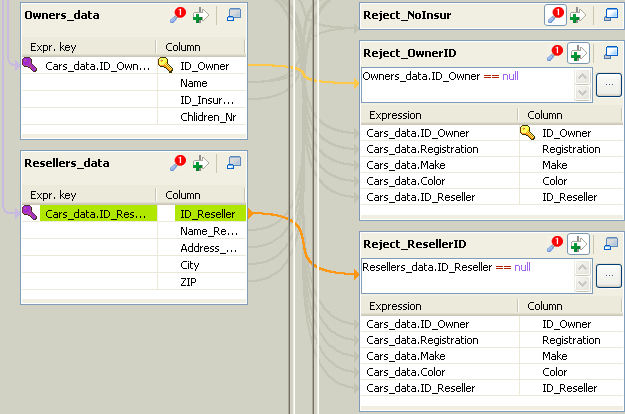 Owners_data
Expr. key Column
Cars_data.ID_Own... ID_Owner
Name
ID_Insur...
Chlidren_Nr
Resellers_data
Expr. key Column
Cars_data.ID_Res... ID_Reseller
Name_Re...
Address_...
City
ZIP
Reject_NoInsur
Reject_OwnerID
Owners_data.ID_Owner == null
...
Expression Column
Cars_data.ID_Owner ID_Owner
Cars_data.Registration Registration
Cars_data.Make Make
Cars_data.Color Color
Cars_data.ID_Reseller ID_Reseller
Reject_ResellerID
Resellers_data.ID_Reseller == null
...
Expression Column
Cars_data.ID_Owner ID_Owner
Cars_data.Registration Registration
Cars_data.Make Make
Cars_data.Color Color
Cars_data.ID_Reseller ID_Reseller